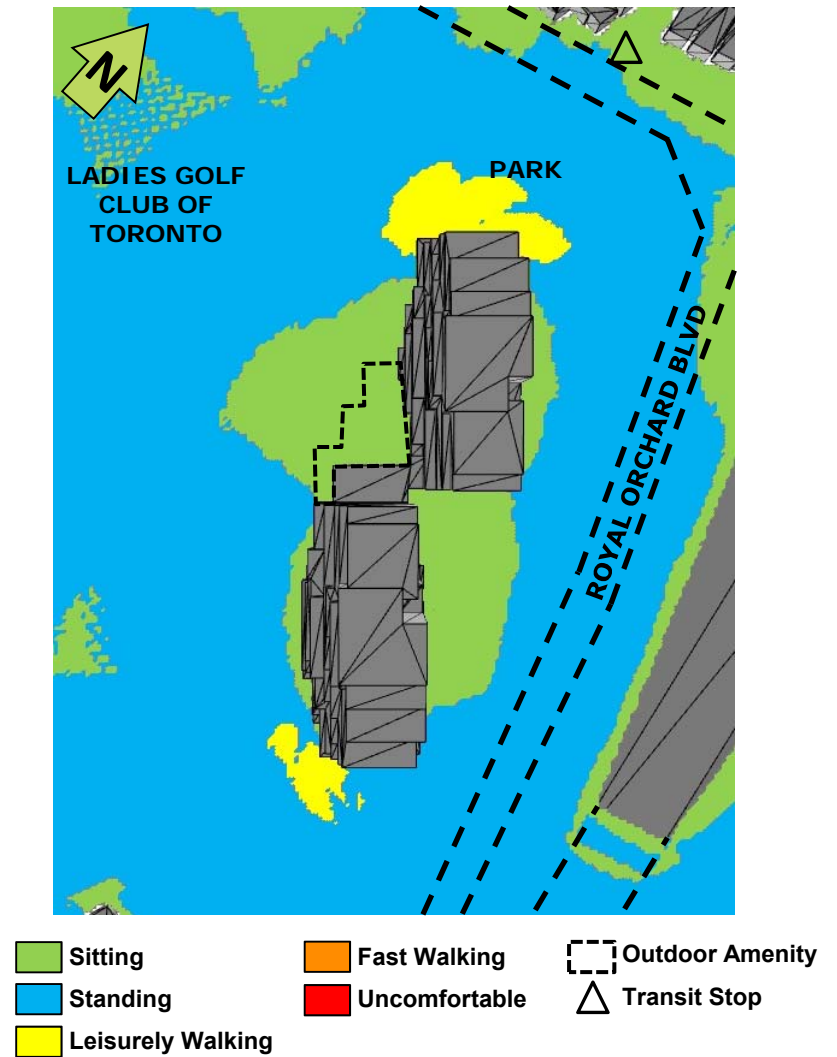 N
LADIES GOLF
CLUB OF
TORONTO
PARK
ROYAL ORCHARD BLVD
Sitting
Standing
Leisurely Walking
Fast Walking
Uncomfortable
Outdoor Amenity
Transit Stop